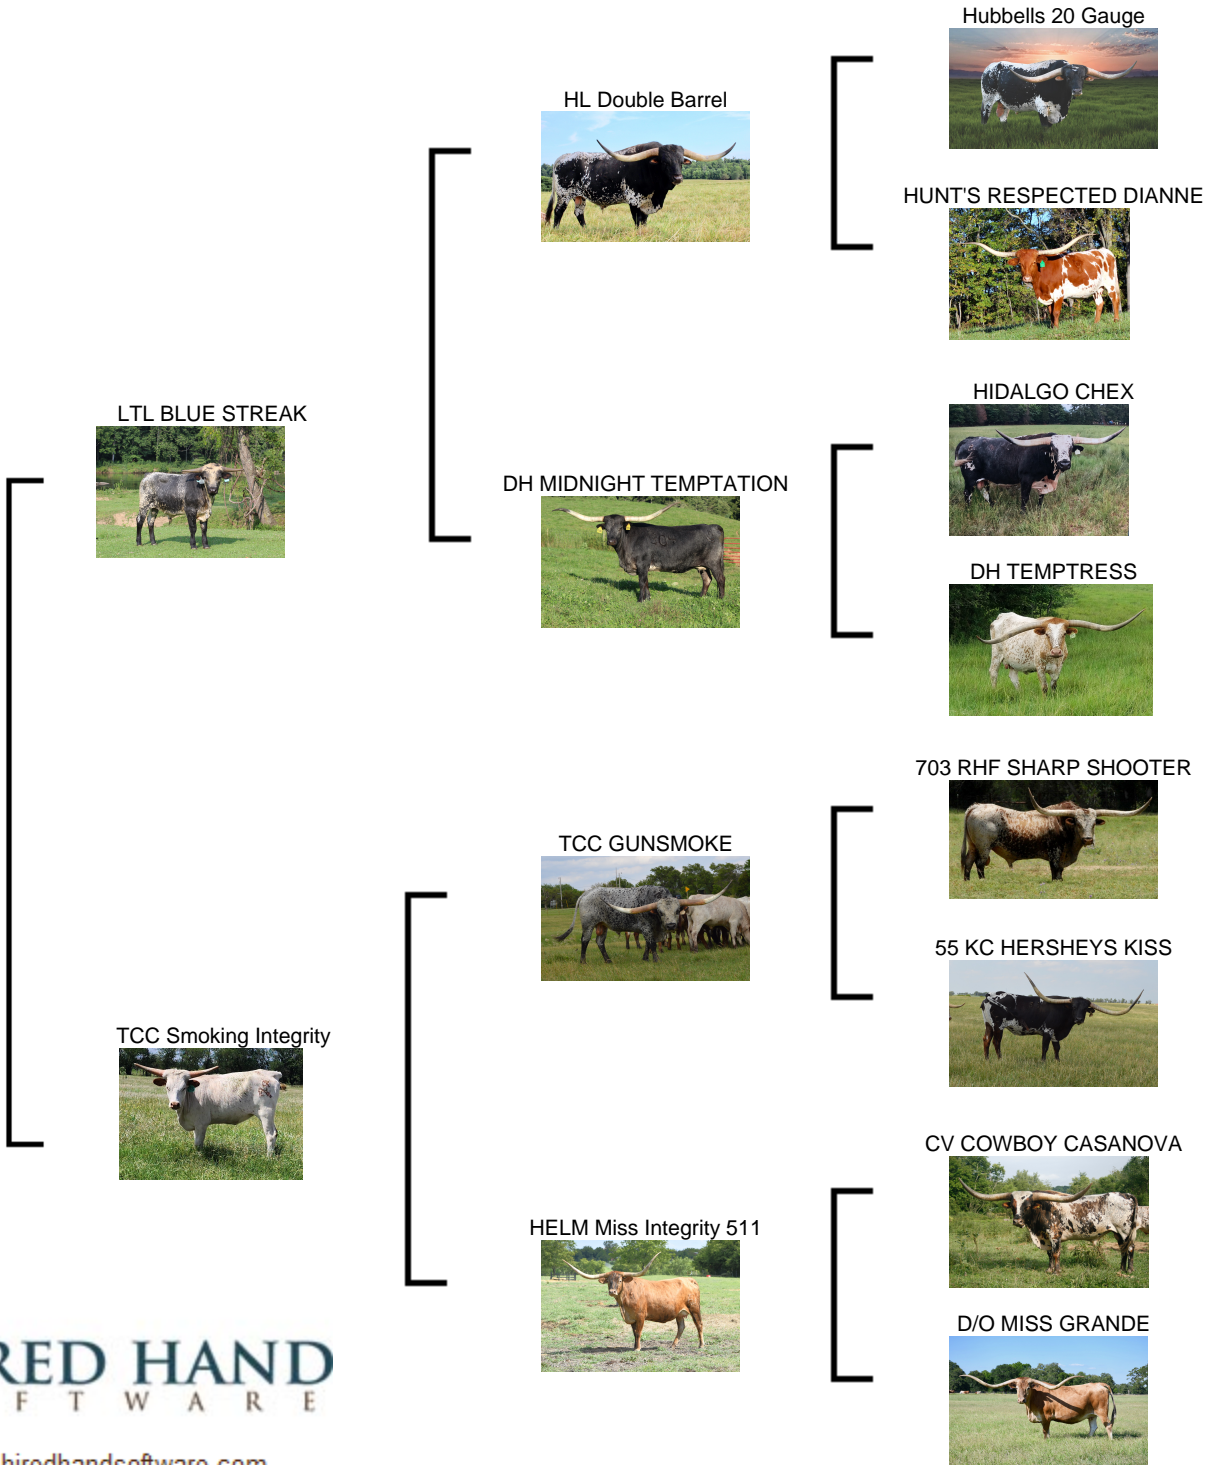 Hubbells 20 Gauge
HL Double Barrel
HUNT'S RESPECTED DIANNE
HIDALGO CHEX
LTL BLUE STREAK
DH MIDNIGHT TEMPTATION
DH TEMPTRESS
703 RHF SHARP SHOOTER
TCC GUNSMOKE
55 KC HERSHEYS KISS
TCC Smoking Integrity
CV COWBOY CASANOVA
HELM Miss Integrity 511
D/O MISS GRANDE
RED HAND
F T W A R E
hiredhandsoftware.com